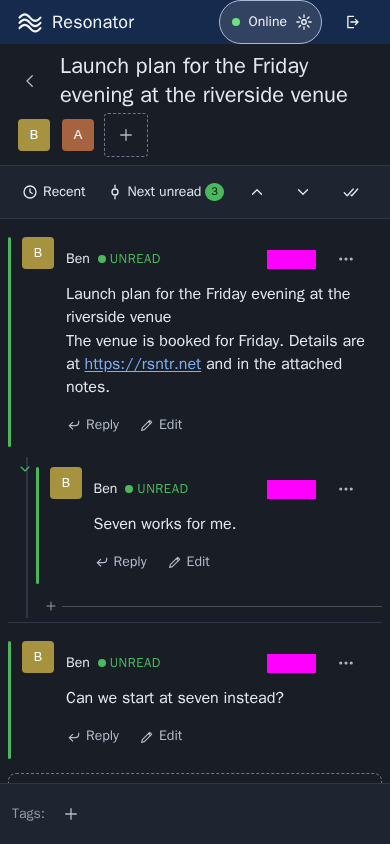 Resonator
Online
Launch plan for the Friday
evening at the riverside venue
B A
Recent Next unread 3
B
Ben UNREAD
Launch plan for the Friday evening at the
riverside venue
The venue is booked for Friday. Details are
at https://rsntr.net and in the attached
notes.
Reply Edit
B
Ben UNREAD
Seven works for me.
Reply Edit
B
Ben UNREAD
Can we start at seven instead?
Reply Edit
Tags: